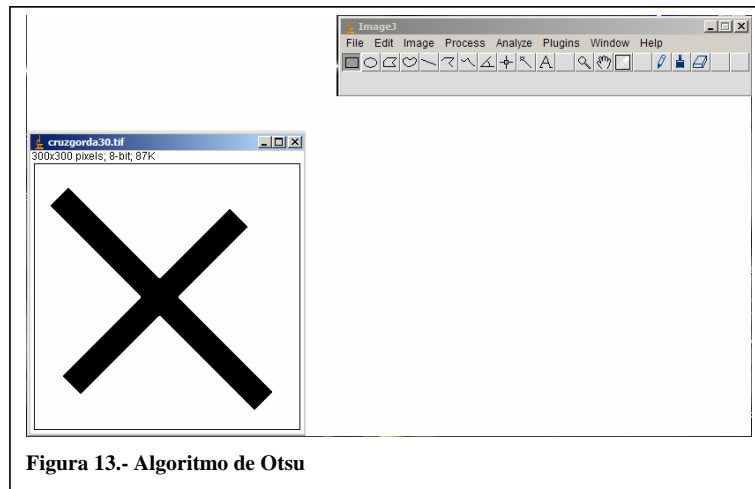 ImageJ
File Edit Image Process Analyze Plugins Window Help
A
cruzgorda30.tif
300x300 pixels; 8-bit; 87K
Figura 13.- Algoritmo de Otsu